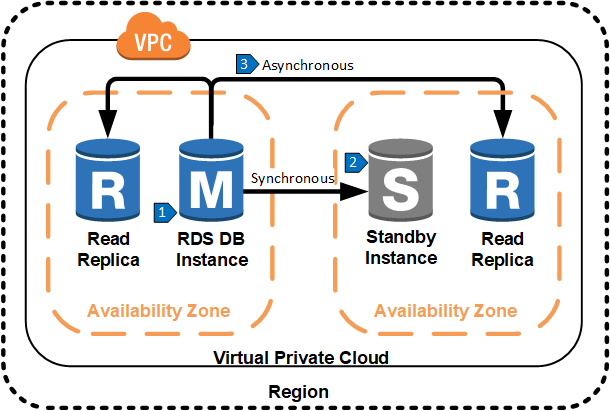 VPC
3 Asynchronous
2
R
M
Synchronous
S
R
1
Read
Replica
RDS DB
Instance
Standby
Instance
Read
Replica
Availability Zone
Availability Zone
Virtual Private Cloud
Region